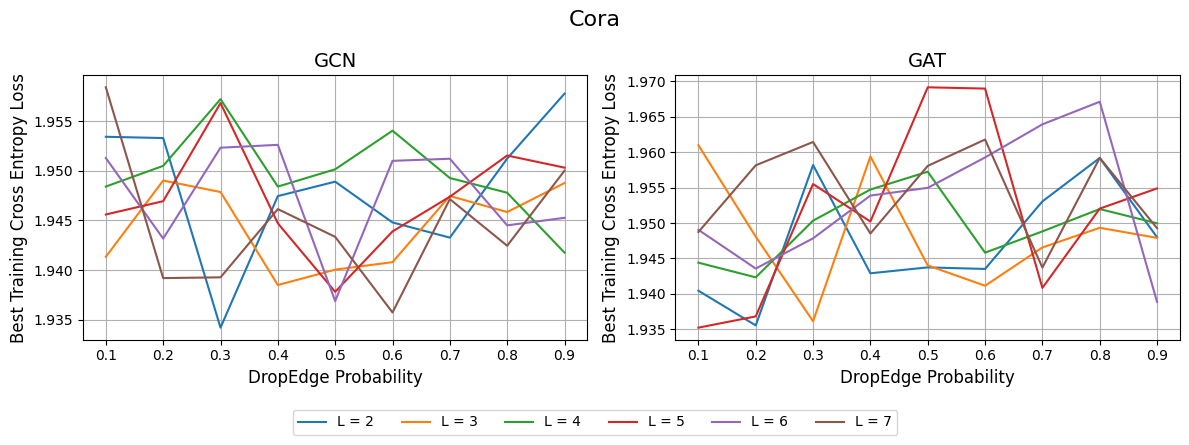 Cora
GCN
Best Training Cross Entropy Loss
1.955
1.950
1.945
1.940
1.935
0.1 0.2 0.3 0.4 0.5 0.6 0.7 0.8 0.9
DropEdge Probability
GAT
Best Training Cross Entropy Loss
1.970
1.965
1.960
1.955
1.950
1.945
1.940
1.935
0.1 0.2 0.3 0.4 0.5 0.6 0.7 0.8 0.9
DropEdge Probability
L = 2 L = 3 L = 4 L = 5 L = 6 L = 7